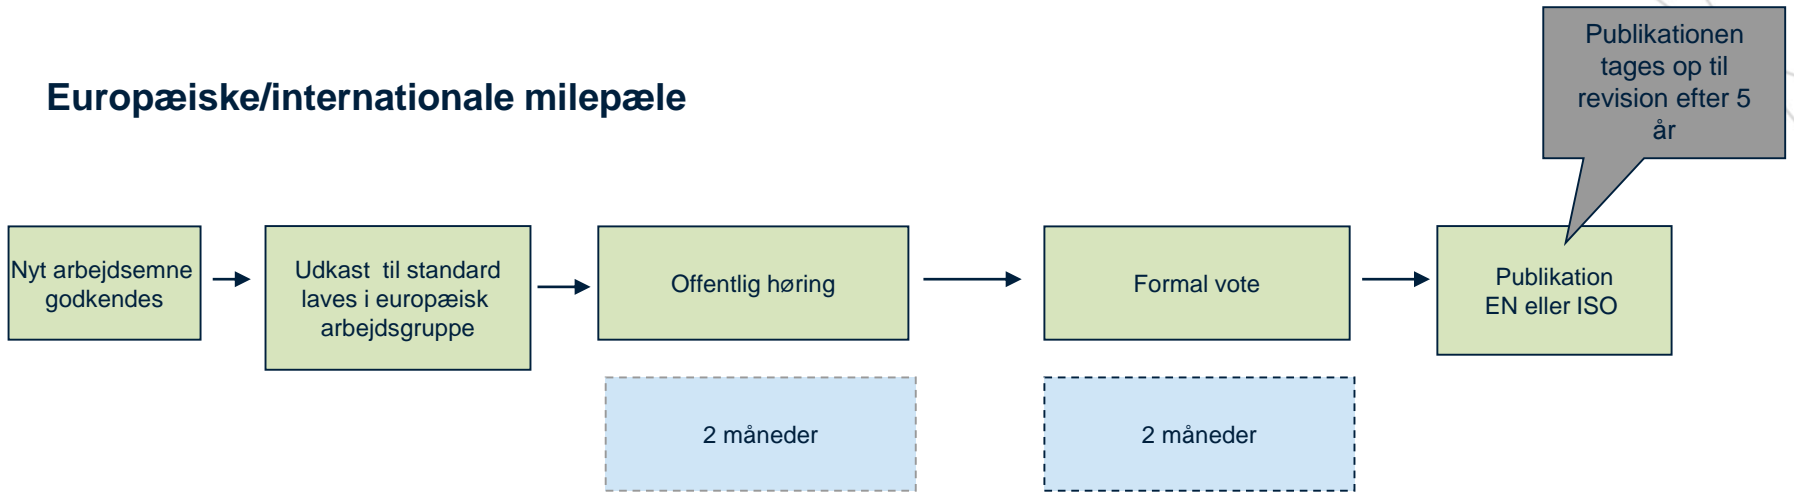 Publikationen
tages op til
revision efter 5
år
Europæiske/internationale milepæle
Nyt arbejdsemne
godkendes
Udkast  til standard
laves i europæisk
arbejdsgruppe
Offentlig høring
Formal vote
Publikation
EN eller ISO
2 måneder
2 måneder